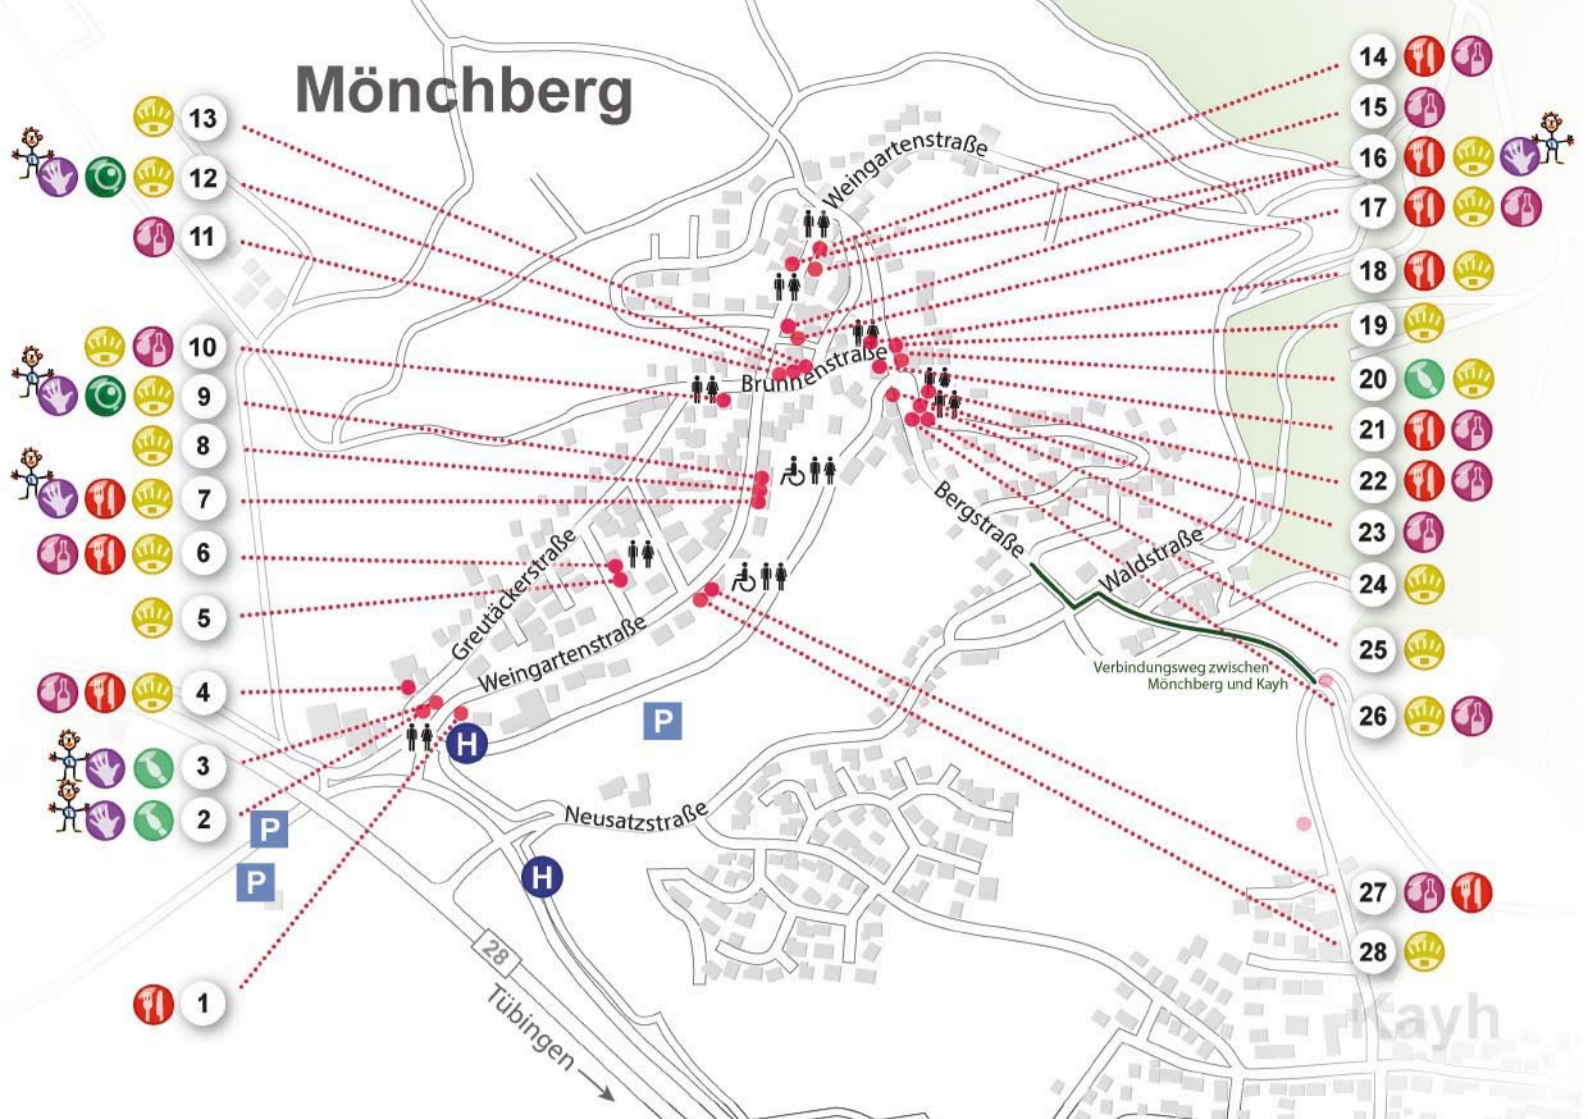 Mönchberg
13
12
11
10
9
8
7
6
5
4
3
2
1
14
15
16
17
18
19
20
21
22
23
24
25
26
27
28
Weingartenstraße
Brunnenstraße
Bergstraße
Waldstraße
Greutäckerstraße
Weingartenstraße
Verbindungsweg zwischen
Mönchberg und Kayh
Neusatzstraße
P
P
P
H
H
28
Tübingen
Kayh